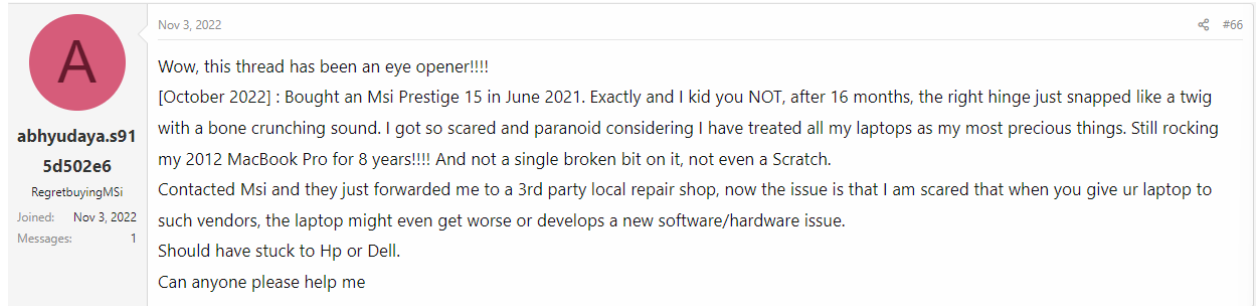 Nov 3, 2022
#66
A
abhyudaya.s91
5d502e6
RegretbuyingMSi
Joined: Nov 3, 2022
Messages: 1
Wow, this thread has been an eye opener!!!!
[October 2022] : Bought an Msi Prestige 15 in June 2021. Exactly and I kid you NOT, after 16 months, the right hinge just snapped like a twig
with a bone crunching sound. I got so scared and paranoid considering I have treated all my laptops as my most precious things. Still rocking
my 2012 MacBook Pro for 8 years!!!! And not a single broken bit on it, not even a Scratch.
Contacted Msi and they just forwarded me to a 3rd party local repair shop, now the issue is that I am scared that when you give ur laptop to
such vendors, the laptop might even get worse or develops a new software/hardware issue.
Should have stuck to Hp or Dell.
Can anyone please help me